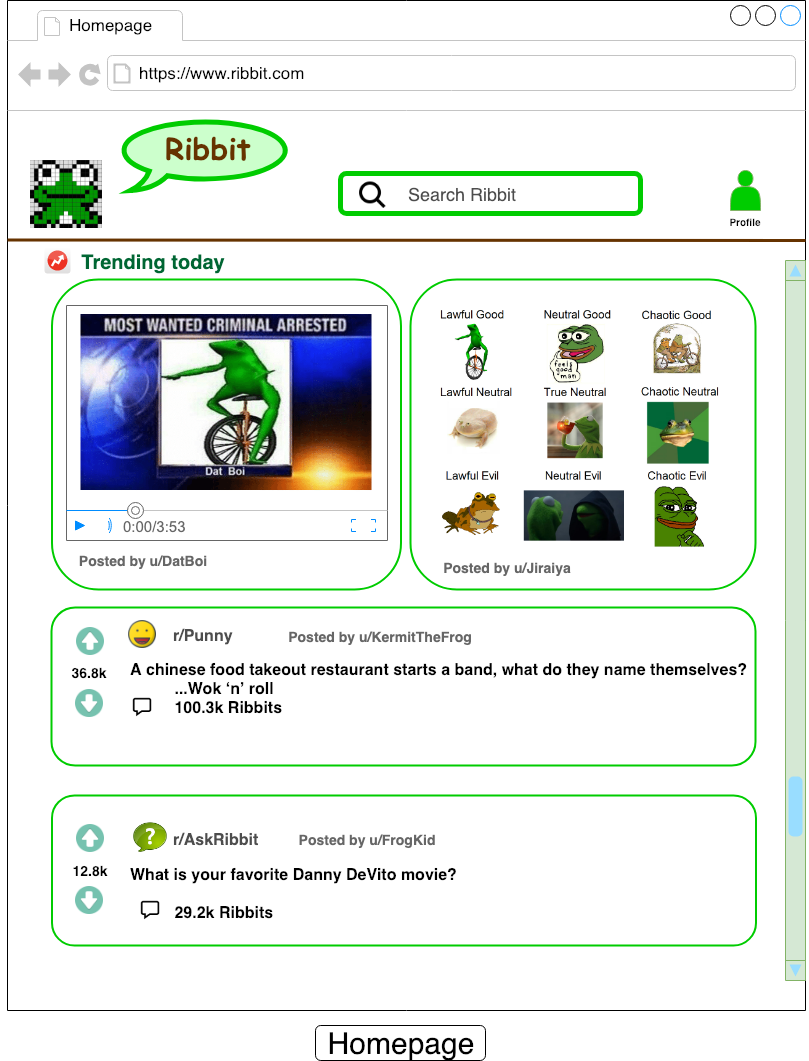 Homepage
https://www.ribbit.com
Ribbit
Search Ribbit
Profile
Trending today
MOST WANTED CRIMINAL ARRESTED
Dat Boi
0:00/3:53
Posted by u/DatBoi
Lawful Good Neutral Good Chaotic Good
feels good man
Lawful Neutral True Neutral Chaotic Neutral
Lawful Evil Neutral Evil Chaotic Evil
Posted by u/Jiraiya
r/Punny Posted by u/KermitTheFrog
36.8k
A chinese food takeout restaurant starts a band, what do they name themselves?
...Wok ‘n’ roll
100.3k Ribbits
?
r/AskRibbit Posted by u/FrogKid
12.8k
What is your favorite Danny DeVito movie?
29.2k Ribbits
Homepage